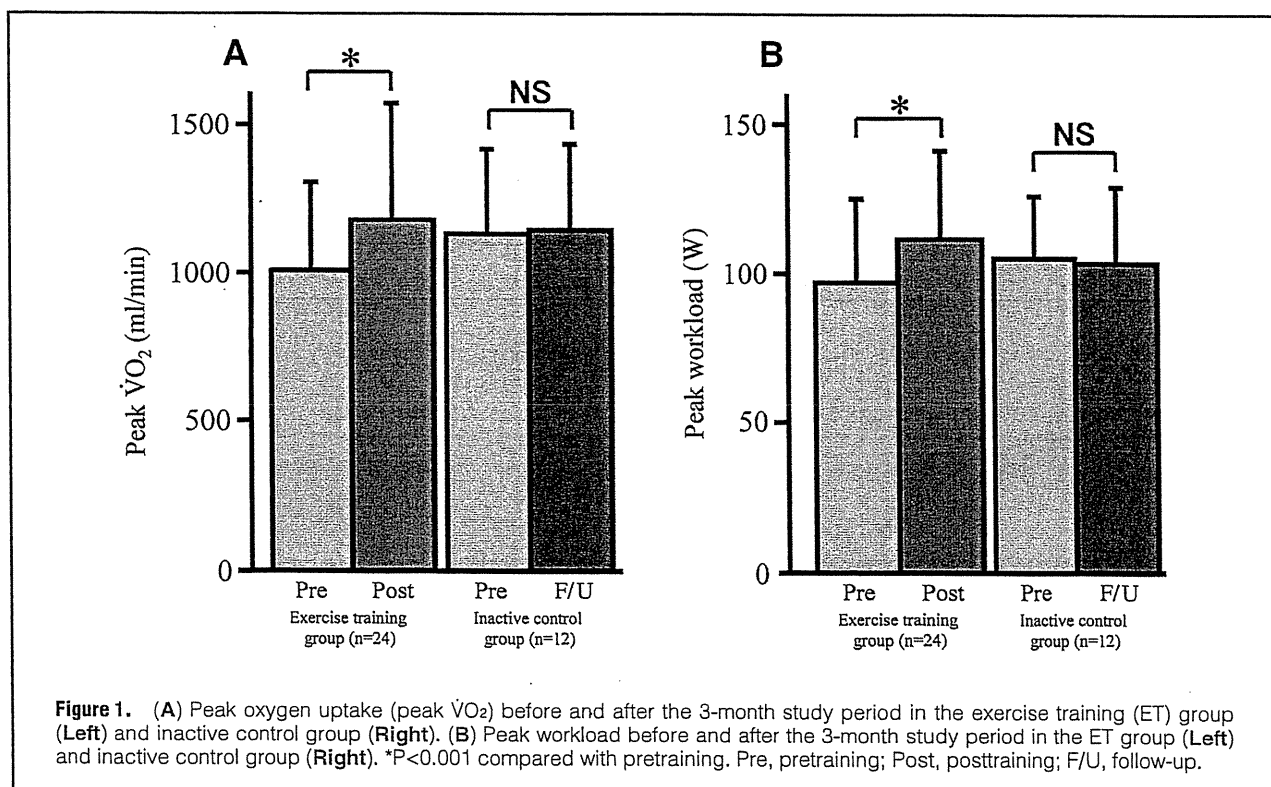 A
*
NS
1500
1000
500
0
Peak V̇O₂ (ml/min)
Pre
Post
Pre
F/U
Exercise training
group (n=24)
Inactive control
group (n=12)
B
*
NS
150
100
50
0
Peak workload (W)
Pre
Post
Pre
F/U
Exercise training
group (n=24)
Inactive control
group (n=12)
Figure 1. (A) Peak oxygen uptake (peak V̇O₂) before and after the 3-month study period in the exercise training (ET) group
(Left) and inactive control group (Right). (B) Peak workload before and after the 3-month study period in the ET group (Left)
and inactive control group (Right). *P<0.001 compared with pretraining. Pre, pretraining; Post, posttraining; F/U, follow-up.